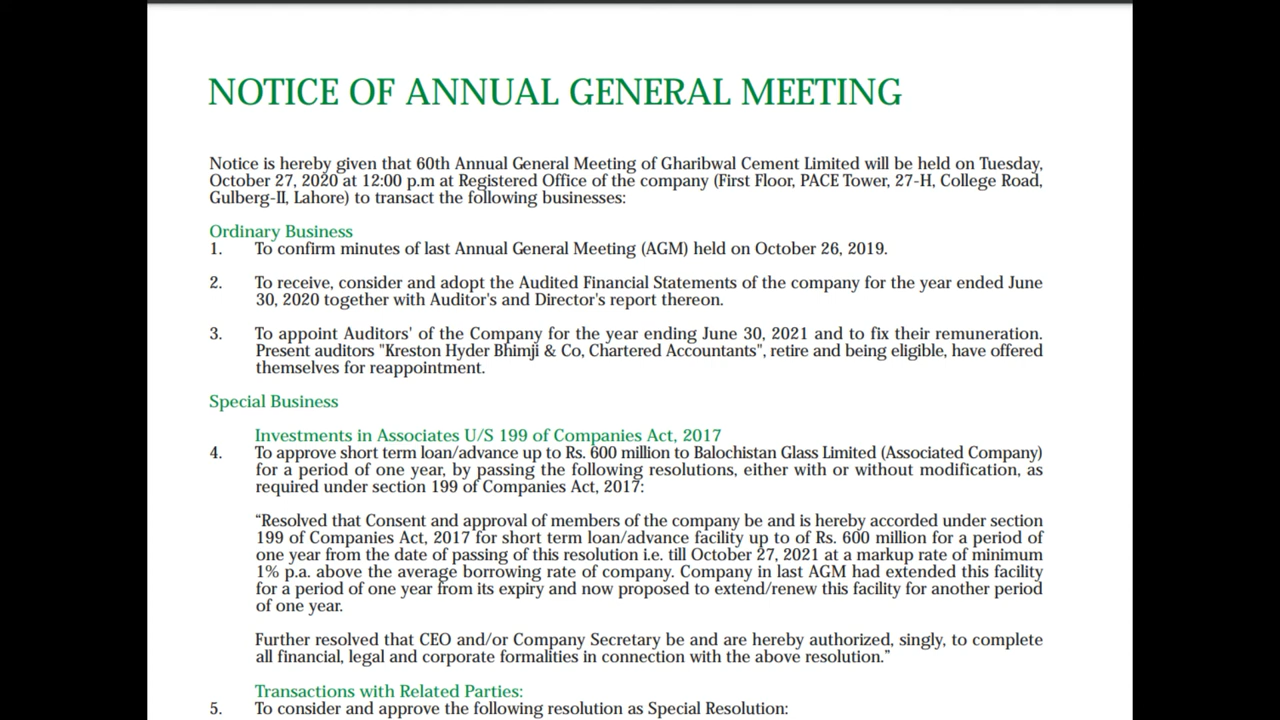 NOTICE OF ANNUAL GENERAL MEETING
Notice is hereby given that 60th Annual General Meeting of Gharibwal Cement Limited will be held on Tuesday,
October 27, 2020 at 12:00 p.m at Registered Office of the company (First Floor, PACE Tower, 27-H, College Road,
Gulberg-II, Lahore) to transact the following businesses:
Ordinary Business
1. To confirm minutes of last Annual General Meeting (AGM) held on October 26, 2019.
2. To receive, consider and adopt the Audited Financial Statements of the company for the year ended June
30, 2020 together with Auditor's and Director's report thereon.
3. To appoint Auditors' of the Company for the year ending June 30, 2021 and to fix their remuneration.
Present auditors "Kreston Hyder Bhimji & Co, Chartered Accountants", retire and being eligible, have offered
themselves for reappointment.
Special Business
Investments in Associates U/S 199 of Companies Act, 2017
4. To approve short term loan/advance up to Rs. 600 million to Balochistan Glass Limited (Associated Company)
for a period of one year, by passing the following resolutions, either with or without modification, as
required under section 199 of Companies Act, 2017:
“Resolved that Consent and approval of members of the company be and is hereby accorded under section
199 of Companies Act, 2017 for short term loan/advance facility up to of Rs. 600 million for a period of
one year from the date of passing of this resolution i.e. till October 27, 2021 at a markup rate of minimum
1% p.a. above the average borrowing rate of company. Company in last AGM had extended this facility
for a period of one year from its expiry and now proposed to extend/renew this facility for another period
of one year.
Further resolved that CEO and/or Company Secretary be and are hereby authorized, singly, to complete
all financial, legal and corporate formalities in connection with the above resolution.”
Transactions with Related Parties:
5. To consider and approve the following resolution as Special Resolution: